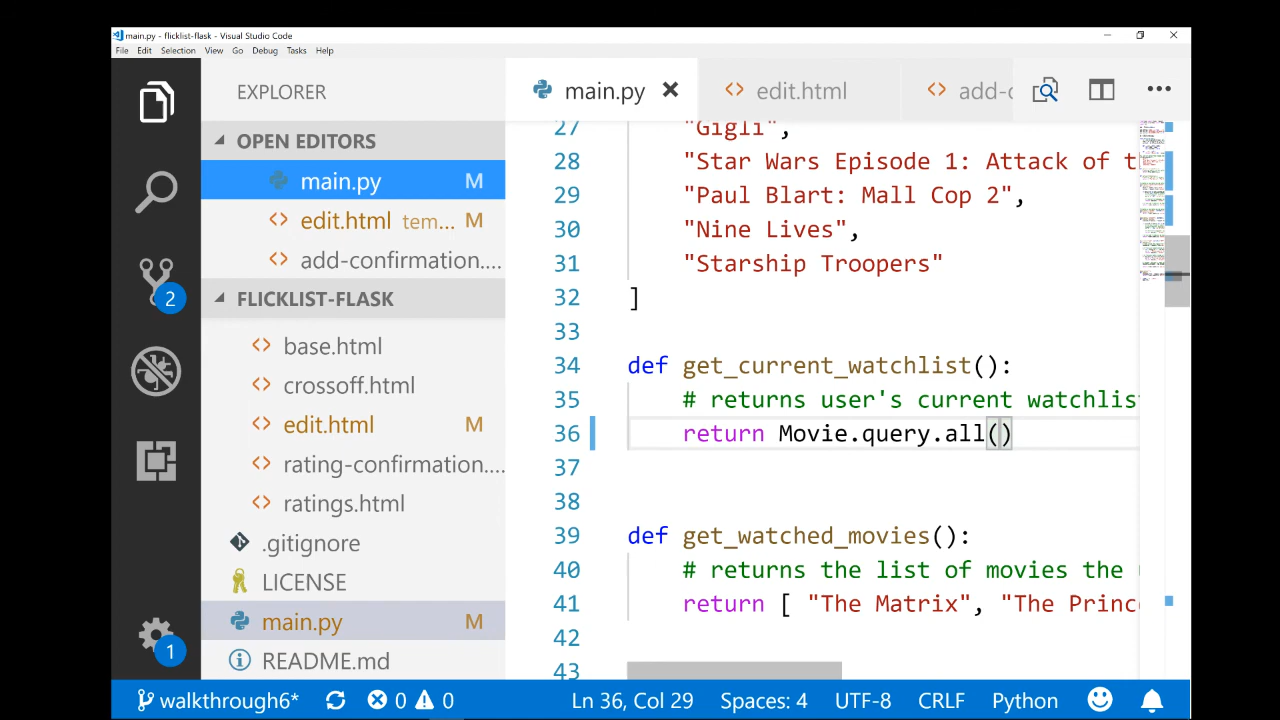 main.py - flicklist-flask - Visual Studio Code
File Edit Selection View Go Debug Tasks Help
EXPLORER
OPEN EDITORS
main.py M
edit.html tem... M
add-confirmation....
FLICKLIST-FLASK
base.html
crossoff.html
edit.html M
rating-confirmation....
ratings.html
.gitignore
LICENSE
main.py M
README.md
2
1
main.py edit.html add-c
27 "Gigli",
28 "Star Wars Episode 1: Attack of t
29 "Paul Blart: Mall Cop 2",
30 "Nine Lives",
31 "Starship Troopers"
32 ]
33
34 def get_current_watchlist():
35 # returns user's current watchlis
36 return Movie.query.all()
37
38
39 def get_watched_movies():
40 # returns the list of movies the
41 return [ "The Matrix", "The Princ
42
43
walkthrough6* 0 0 Ln 36, Col 29 Spaces: 4 UTF-8 CRLF Python